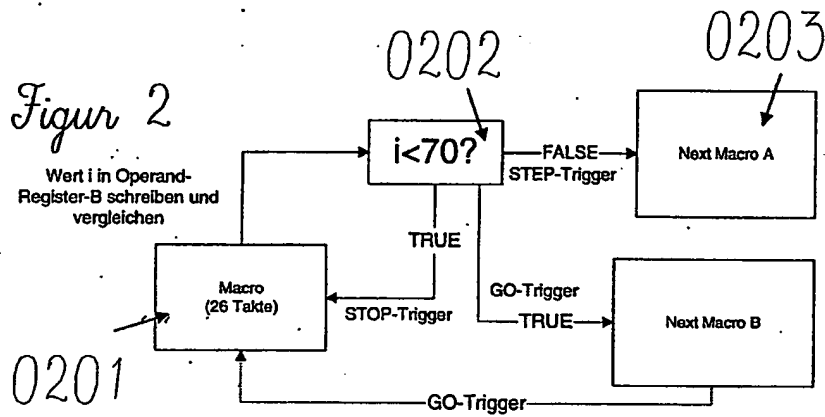 0203
0202
Figur 2
i<70?
FALSE
STEP-Trigger
Next Macro A
Wert i in Operand-
Register-B schreiben und
vergleichen
TRUE
Macro
(26 Takte)
STOP-Trigger
GO-Trigger
TRUE
Next Macro B
0201
GO-Trigger